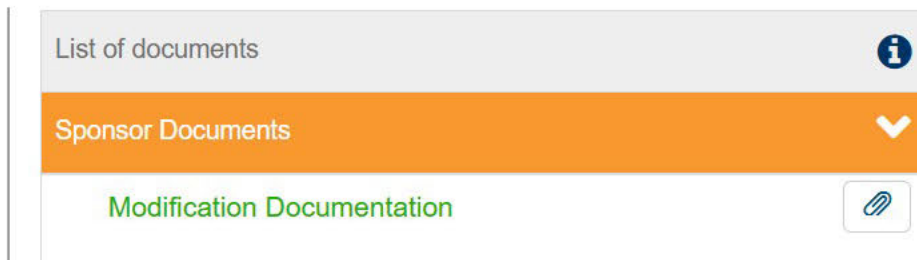 List of documents
Sponsor Documents
Modification Documentation